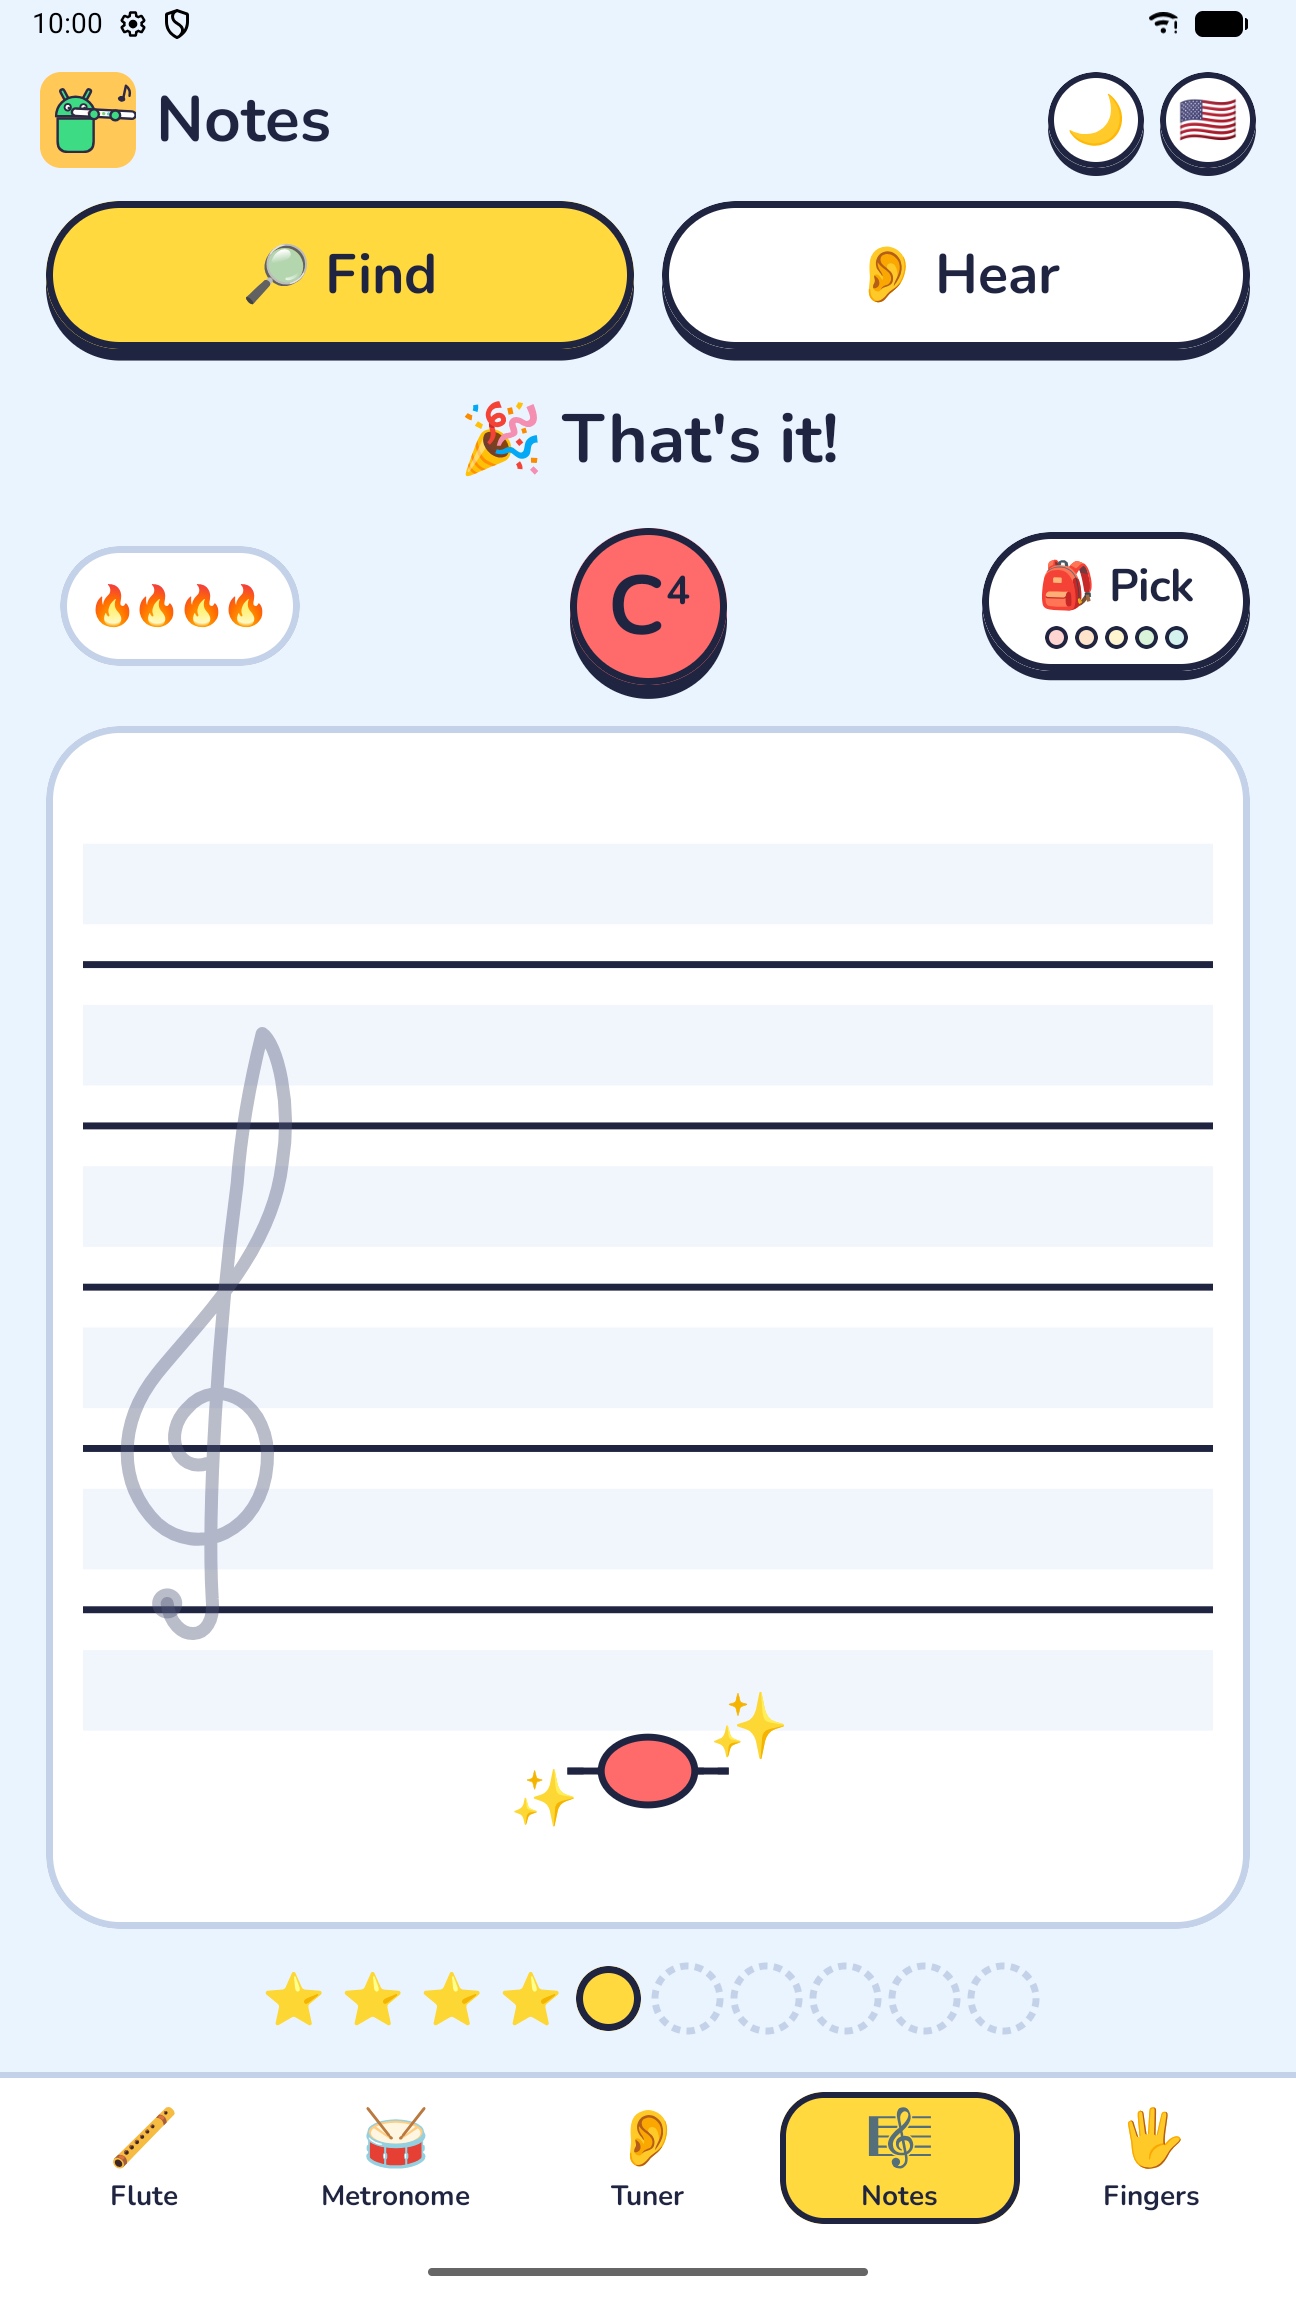 10:00
Notes
Find
Hear
That's it!
C4
Pick
Flute
Metronome
Tuner
Notes
Fingers